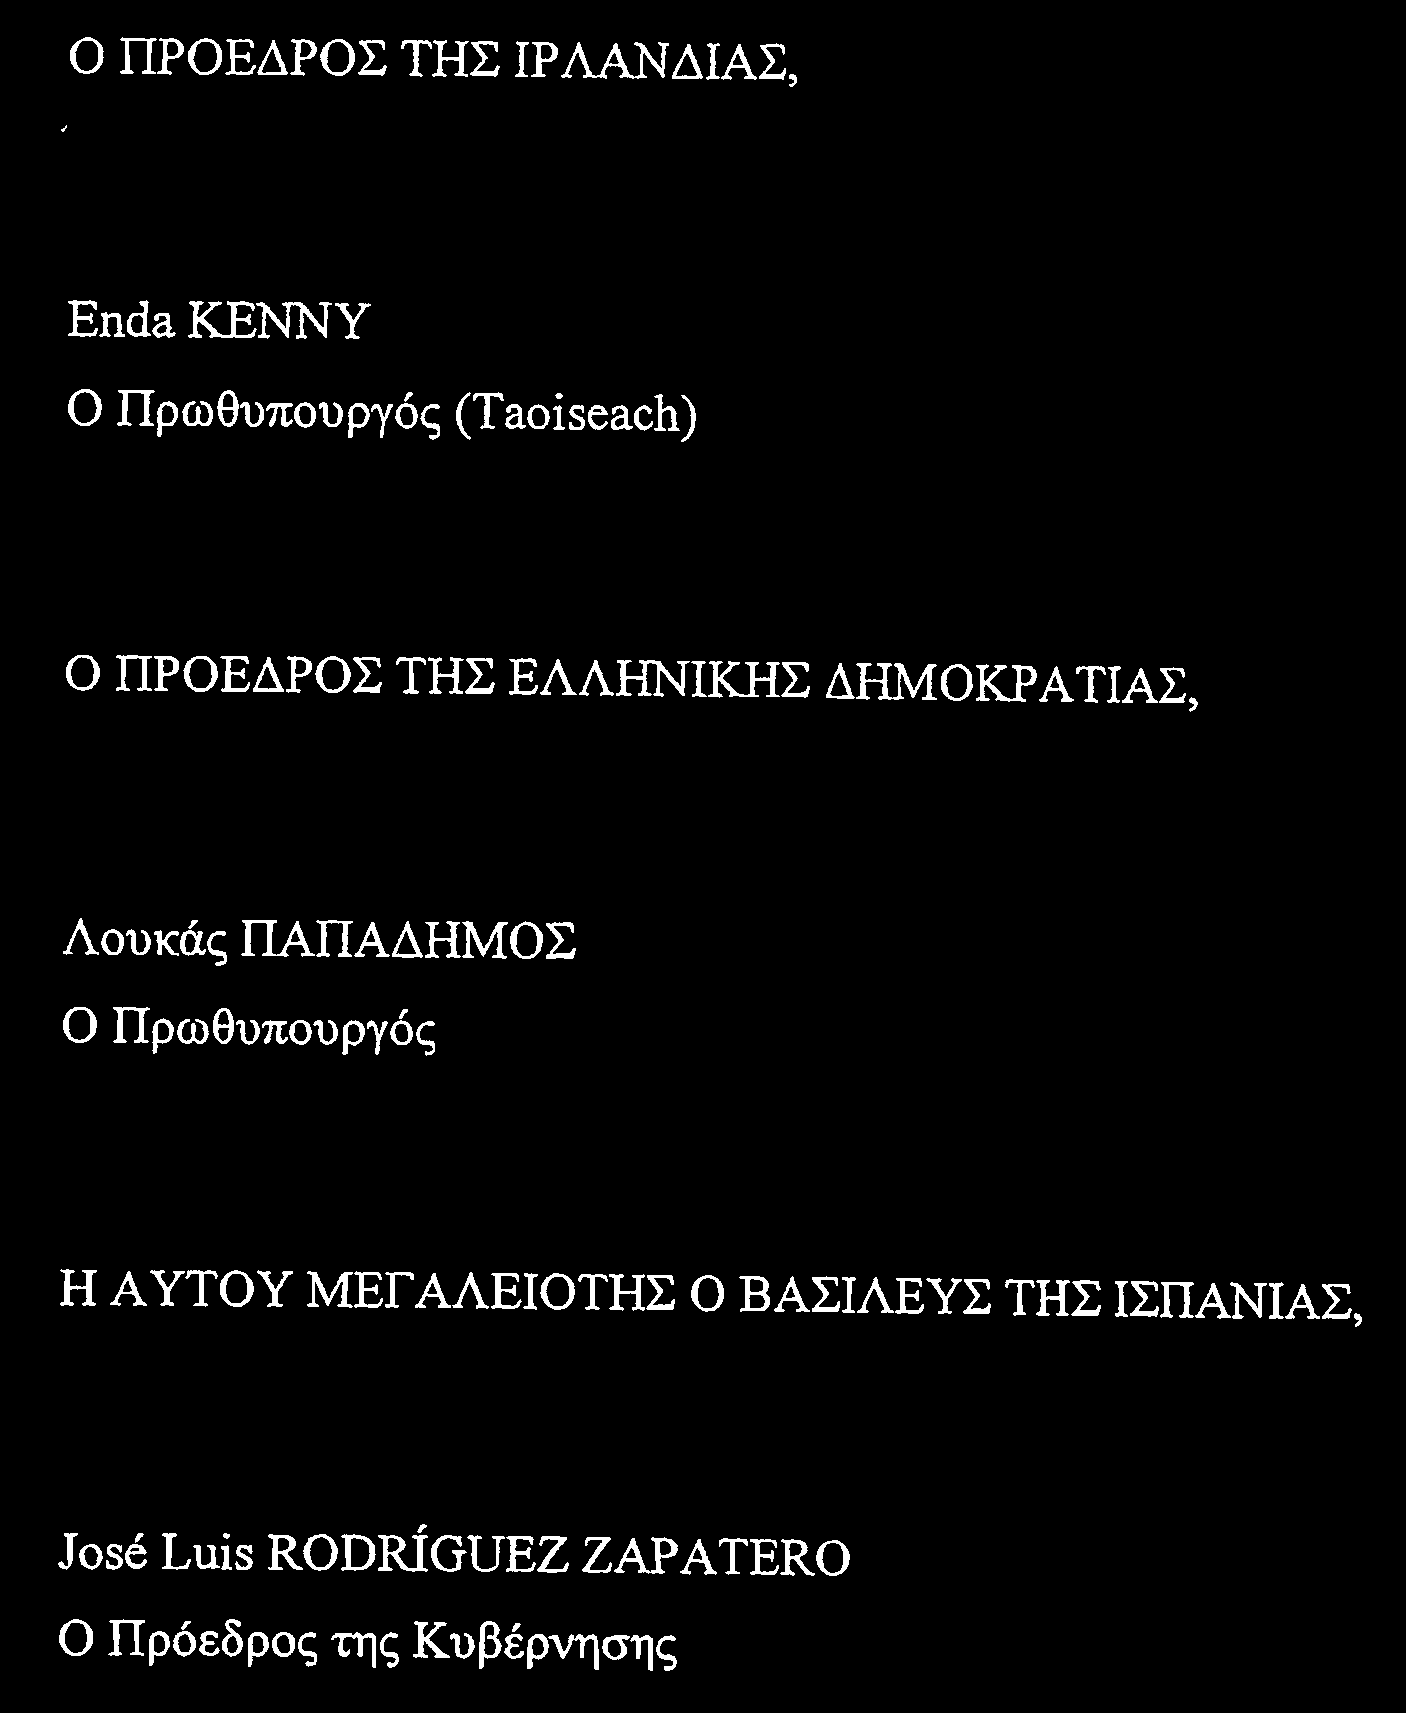 Ο ΠΡΟΕΔΡΟΣ ΤΗΣ ΙΡΛΑΝΔΙΑΣ,
Enda KENNY
Ο Πρωθυπουργός (Taoiseach)
Ο ΠΡΟΕΔΡΟΣ ΤΗΣ ΕΛΛΗΝΙΚΗΣ ΔΗΜΟΚΡΑΤΙΑΣ,
Λουκάς ΠΑΠΑΔΗΜΟΣ
Ο Πρωθυπουργός
Η ΑΥΤΟΥ ΜΕΓΑΛΕΙΟΤΗΣ Ο ΒΑΣΙΛΕΥΣ ΤΗΣ ΙΣΠΑΝΙΑΣ,
José Luis RODRÍGUEZ ZAPATERO
Ο Πρόεδρος της Κυβέρνησης